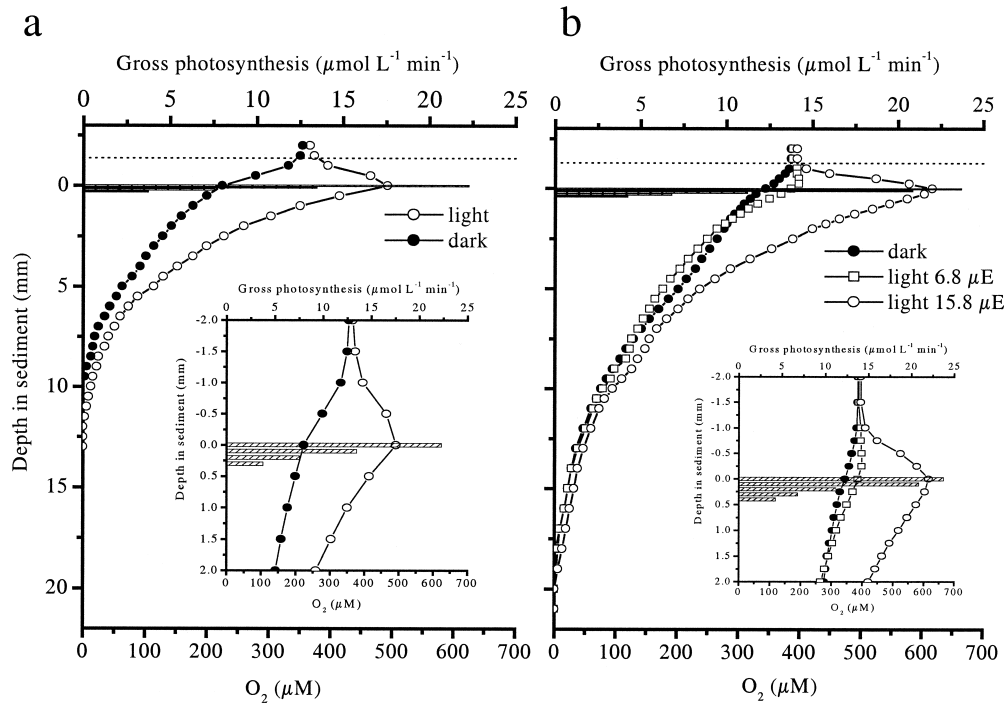 a
Gross photosynthesis (μmol L⁻¹ min⁻¹)
0 5 10 15 20 25
0
5
10
15
20
Depth in sediment (mm)
light
dark
Gross photosynthesis (μmol L⁻¹ min⁻¹)
0 5 10 15 20 25
-2.0
-1.5
-1.0
-0.5
0.0
0.5
1.0
1.5
2.0
Depth in sediment (mm)
0 100 200 300 400 500 600 700
O₂ (μM)
0 100 200 300 400 500 600 700
O₂ (μM)
b
Gross photosynthesis (μmol L⁻¹ min⁻¹)
0 5 10 15 20 25
dark
light 6.8 μE
light 15.8 μE
Gross photosynthesis (μmol L⁻¹ min⁻¹)
0 5 10 15 20 25
-2.0
-1.5
-1.0
-0.5
0.0
0.5
1.0
1.5
2.0
Depth in sediment (mm)
0 100 200 300 400 500 600 700
O₂ (μM)
0 100 200 300 400 500 600 700
O₂ (μM)